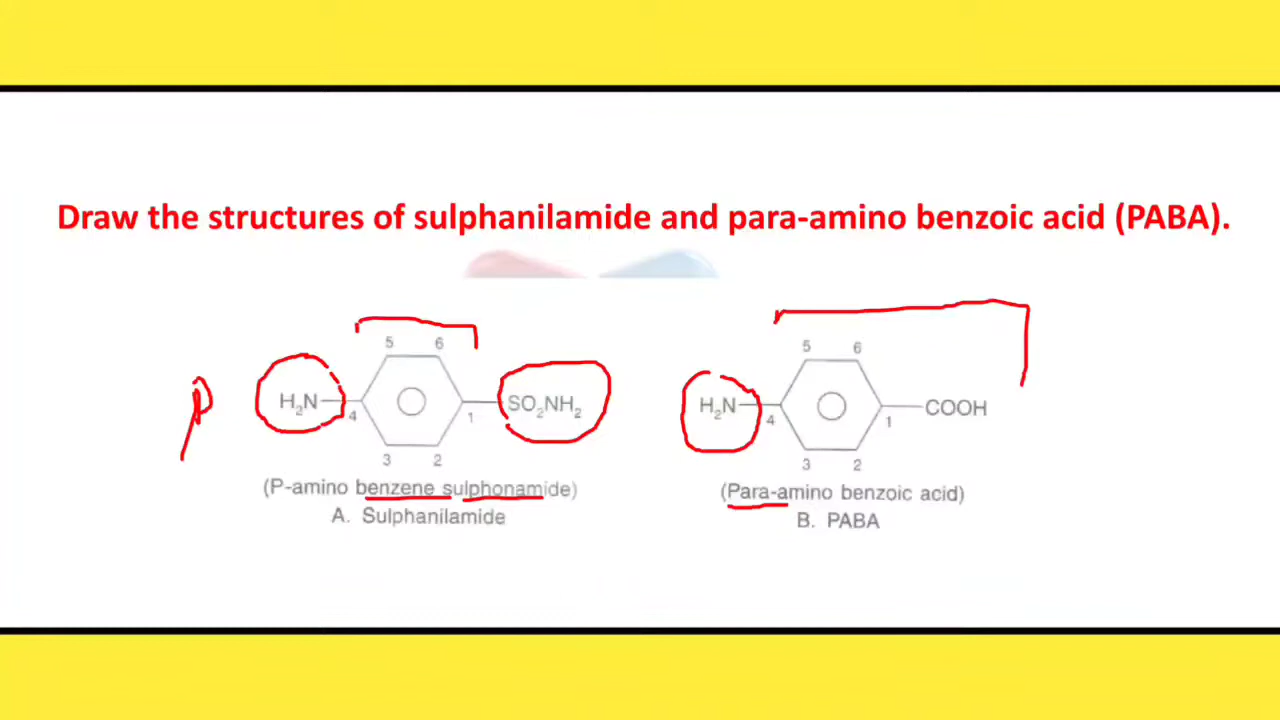 Draw the structures of sulphanilamide and para-amino benzoic acid (PABA).
5 6
5 6
P
H₂N 4 1 SO₂NH₂
H₂N 4 1 COOH
3 2
3 2
(P-amino benzene sulphonamide)
A. Sulphanilamide
(Para-amino benzoic acid)
B. PABA